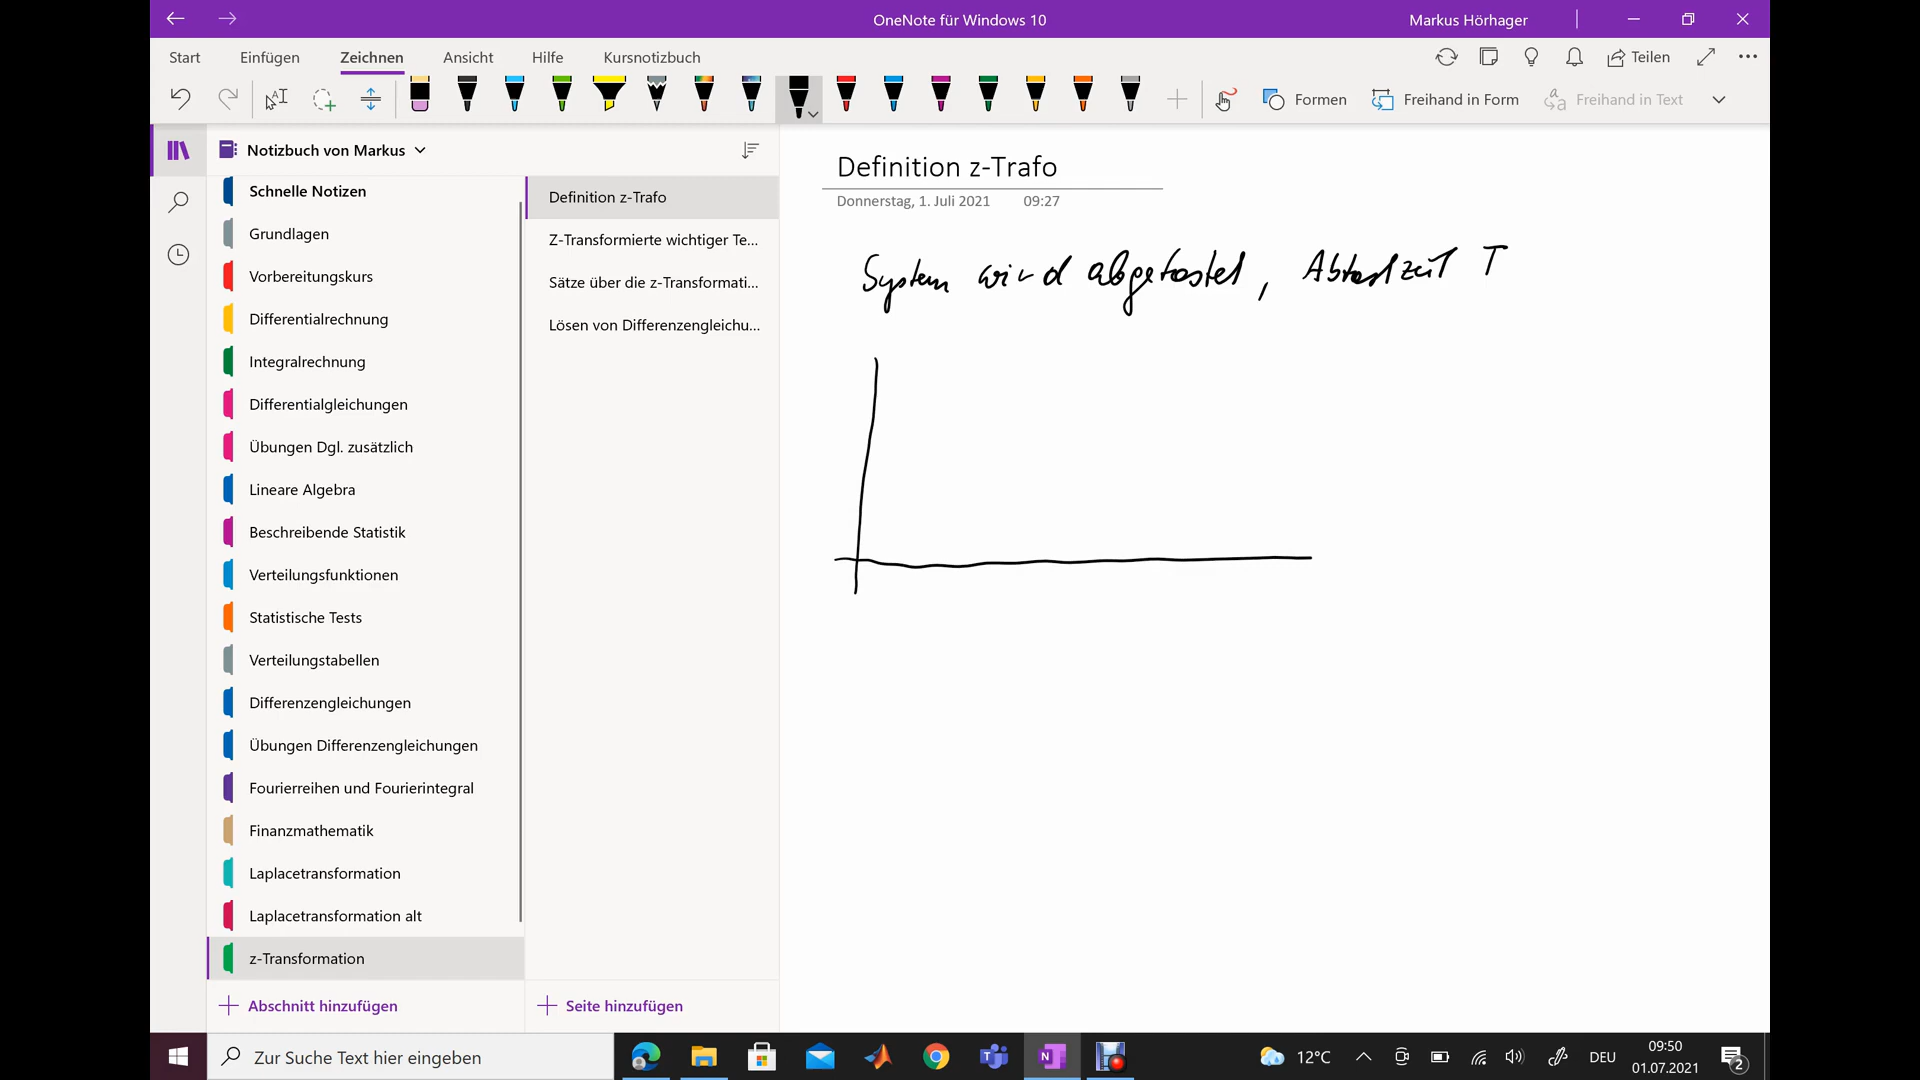 OneNote für Windows 10
Markus Hörhager
Start Einfügen Zeichnen Ansicht Hilfe Kursnotizbuch
Teilen
Formen Freihand in Form Freihand in Text
Notizbuch von Markus
Schnelle Notizen
Grundlagen
Vorbereitungskurs
Differentialrechnung
Integralrechnung
Differentialgleichungen
Übungen Dgl. zusätzlich
Lineare Algebra
Beschreibende Statistik
Verteilungsfunktionen
Statistische Tests
Verteilungstabellen
Differenzengleichungen
Übungen Differenzengleichungen
Fourierreihen und Fourierintegral
Finanzmathematik
Laplacetransformation
Laplacetransformation alt
z-Transformation
Abschnitt hinzufügen
Definition z-Trafo
Z-Transformierte wichtiger Te...
Sätze über die z-Transformati...
Lösen von Differenzengleichu...
Seite hinzufügen
Definition z-Trafo
Donnerstag, 1. Juli 2021 09:27
System wird abgetastet, Abtastzeit T
Zur Suche Text hier eingeben
12°C
DEU
09:50
01.07.2021
2